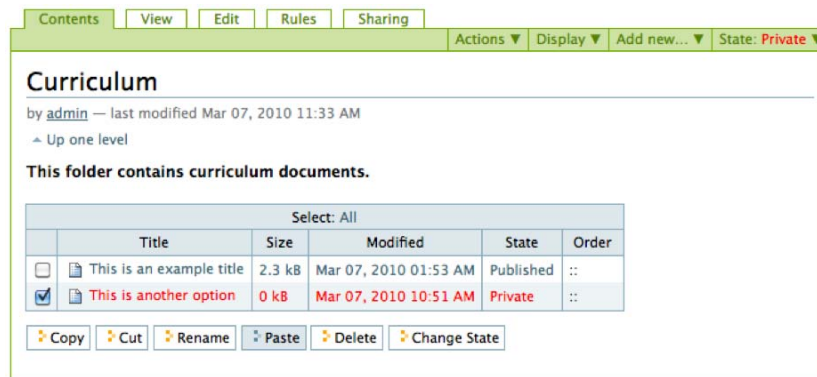 Contents View Edit Rules Sharing
Actions ▼ Display ▼ Add new... ▼ State: Private ▼
Curriculum
by admin — last modified Mar 07, 2010 11:33 AM
Up one level
This folder contains curriculum documents.
Select: All
Title Size Modified State Order
This is an example title 2.3 kB Mar 07, 2010 01:53 AM Published ::
This is another option 0 kB Mar 07, 2010 10:51 AM Private ::
Copy Cut Rename Paste Delete Change State